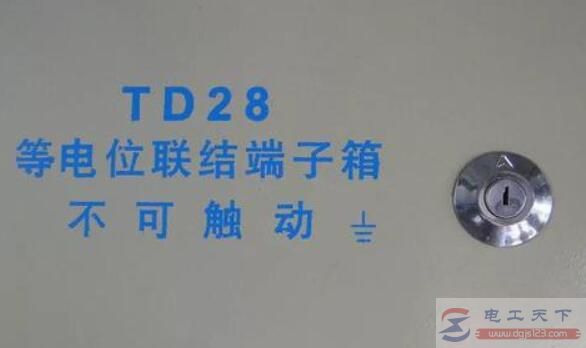 TD28
等电位联结端子箱
不可触动
电工天下
www.dgjs123.com